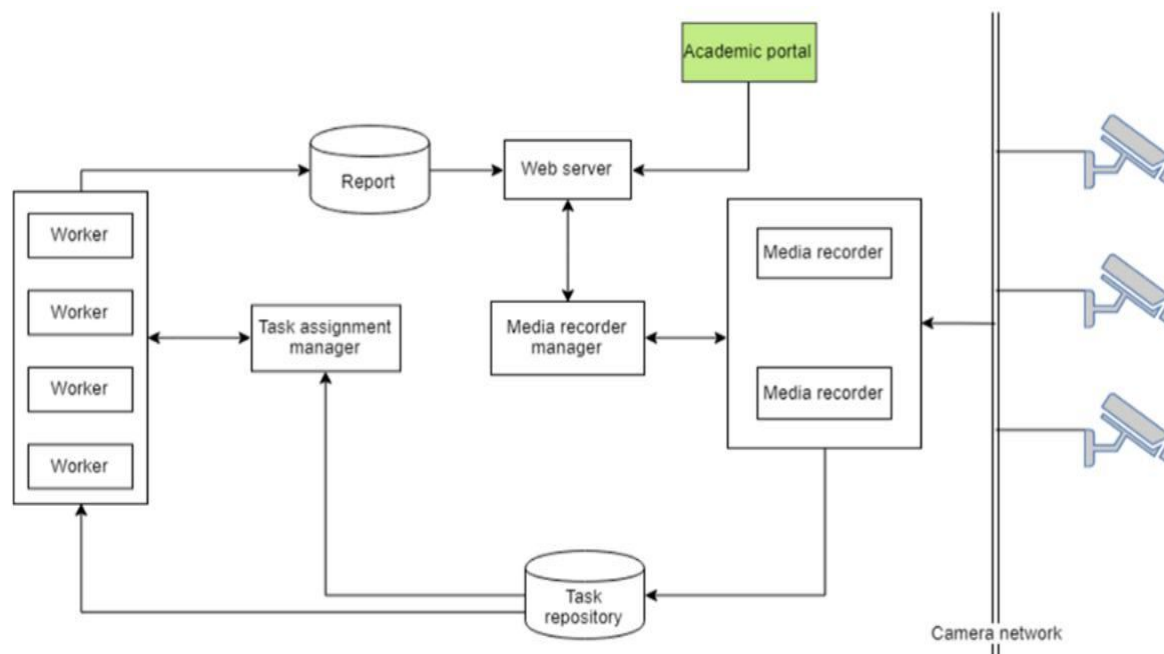 Academic portal
Report
Web server
Worker
Worker
Worker
Worker
Task assignment
manager
Media recorder
manager
Media recorder
Media recorder
Task
repository
Camera network